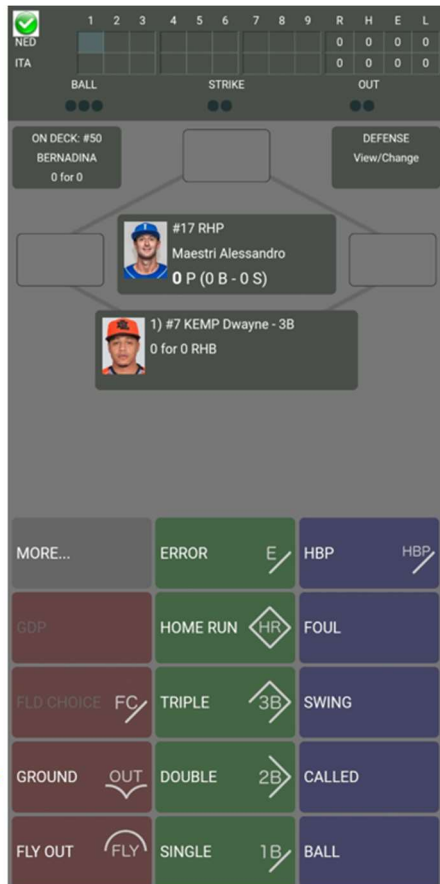 1 2 3 4 5 6 7 8 9 R H E L
NED 0 0 0 0
ITA 0 0 0 0
BALL STRIKE OUT
ON DECK: #50
BERNADINA
0 for 0
DEFENSE
View/Change
#17 RHP
Maestri Alessandro
0 P (0 B - 0 S)
1) #7 KEMP Dwayne - 3B
0 for 0 RHB
MORE...
ERROR E
HBP HBP
GDP
HOME RUN HR
FOUL
FLD CHOICE FC
TRIPLE 3B
SWING
GROUND OUT
DOUBLE 2B
CALLED
FLY OUT FLY
SINGLE 1B
BALL